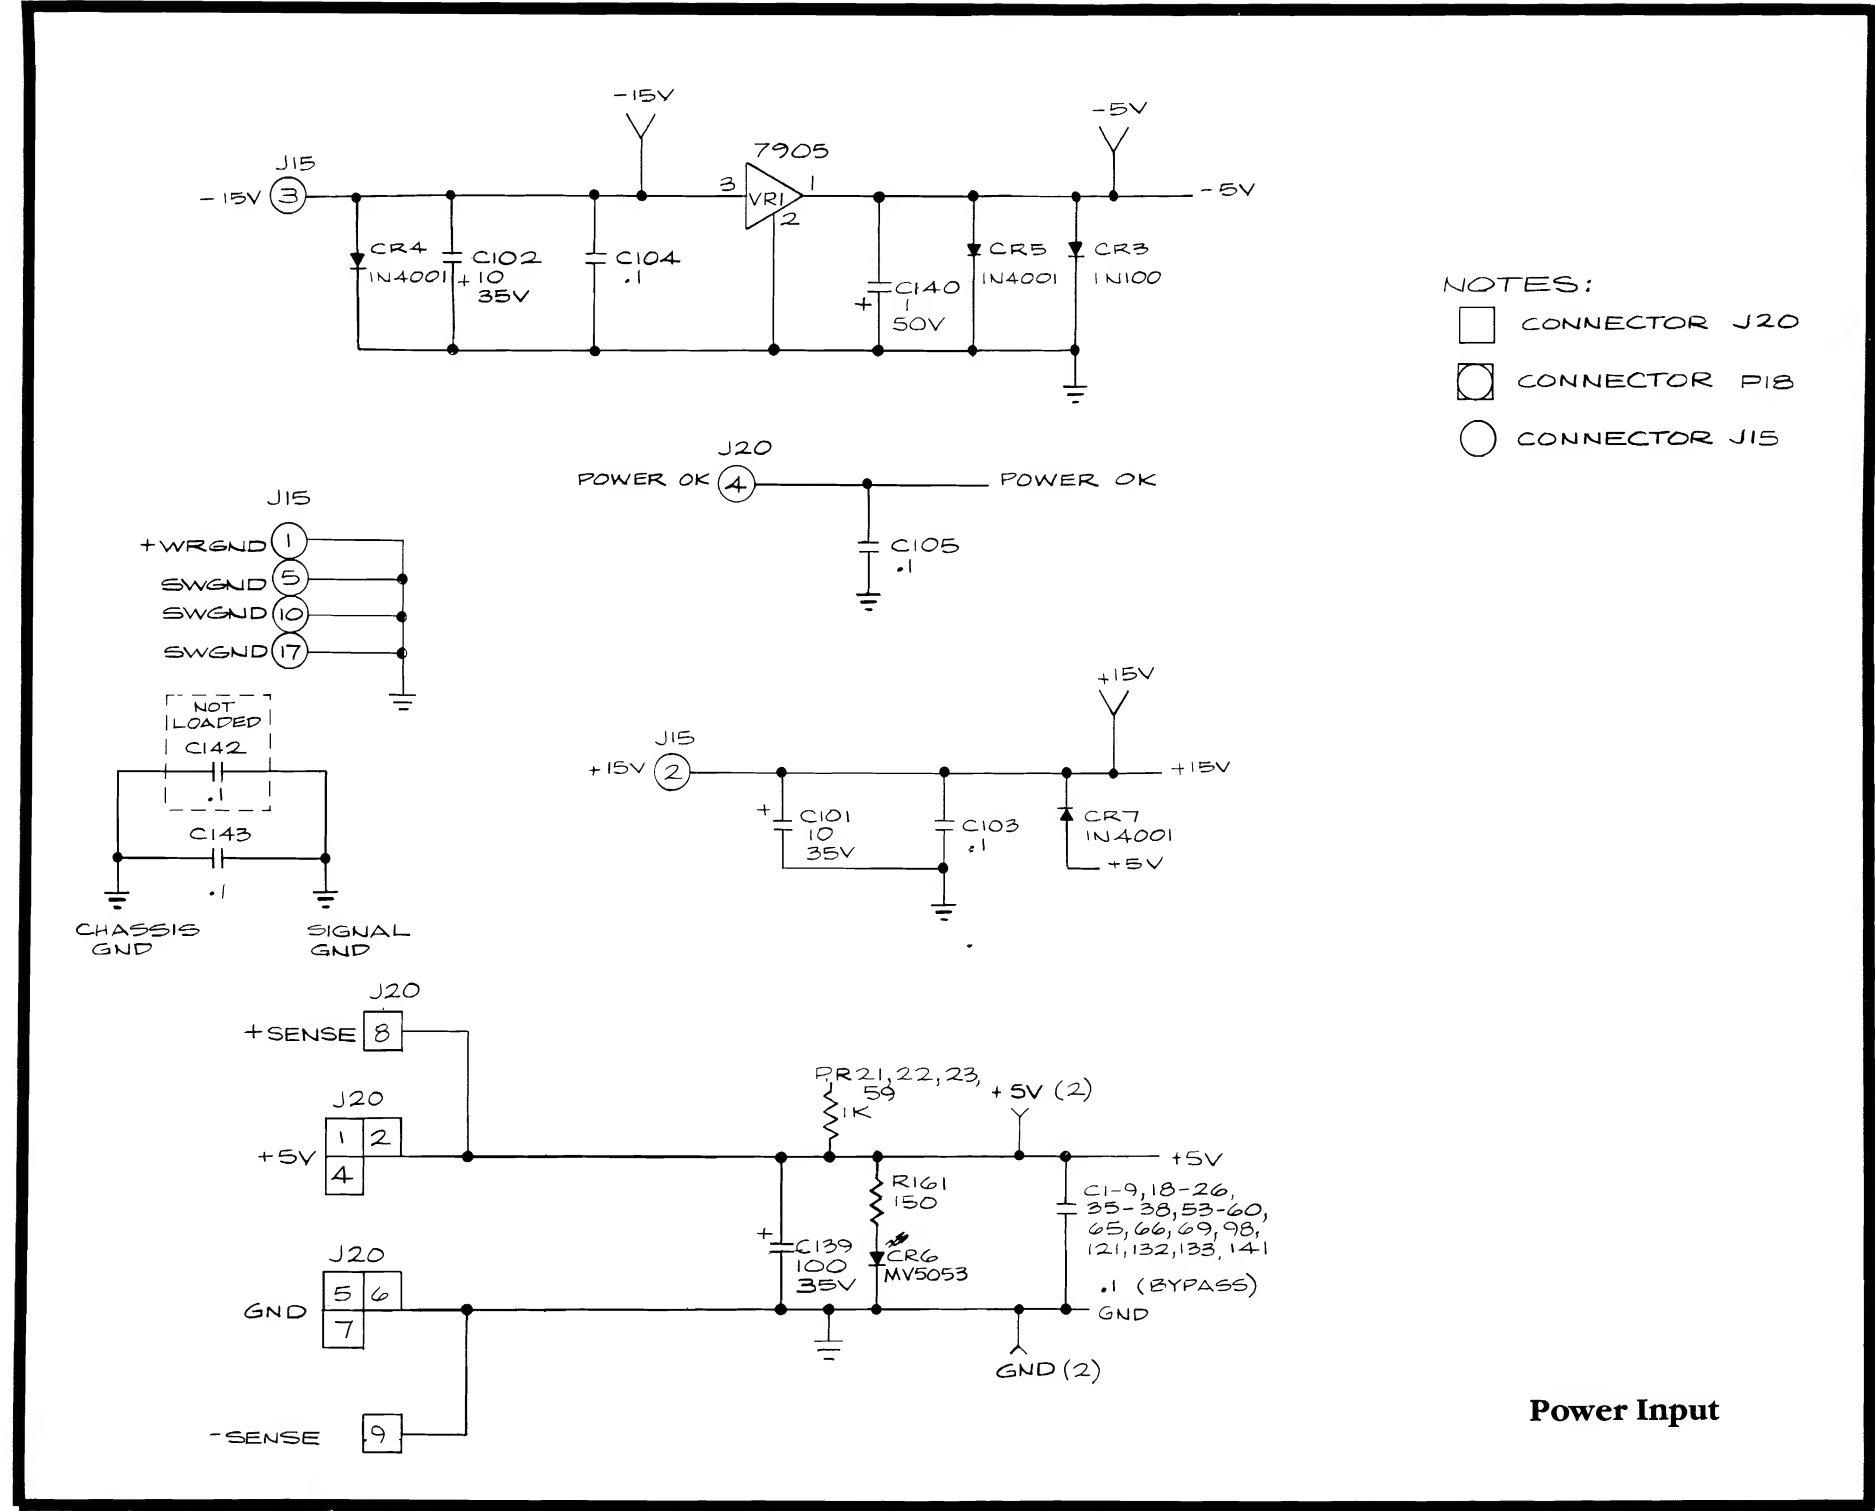 -15V
-5V
7905
J15
-15V 3
3 VR1 1
2
-5V
CR4
1N4001
C102
+ 10
35V
C104
.1
C140
+ 1
50V
CR5
1N4001
CR3
1N100
NOTES:
CONNECTOR J20
CONNECTOR P18
CONNECTOR J15
J20
POWER OK 4
POWER OK
C105
.1
J15
+WRGND 1
SWGND 5
SWGND 10
SWGND 17
NOT
LOADED
C142
.1
C143
.1
CHASSIS
GND
SIGNAL
GND
+15V
J15
+15V 2
+15V
+ C101
10
35V
C103
.1
CR7
1N4001
+5V
J20
+SENSE 8
J20
1 2
+5V
4
PR21,22,23,
59
1K
+5V (2)
+5V
R161
150
C1-9,18-26,
35-38,53-60,
65,66,69,98,
121,132,133,141
.1 (BYPASS)
+ C139
100
35V
CR6
MV5053
J20
5 6
GND
7
GND
GND (2)
-SENSE 9
Power Input